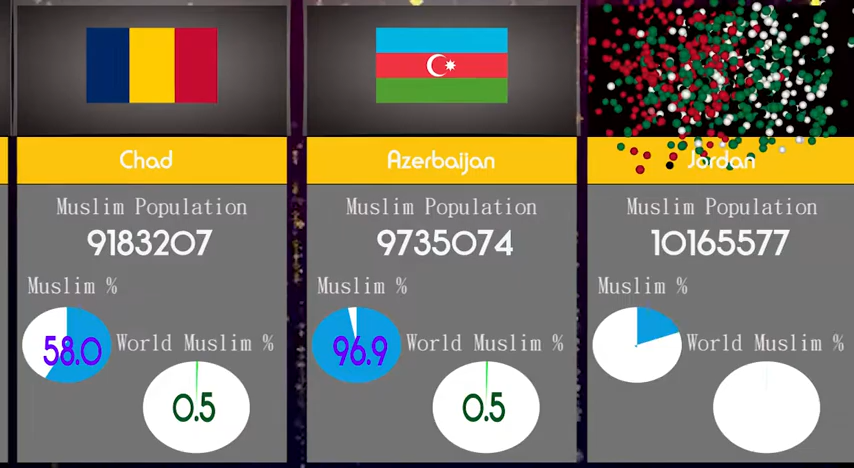 Chad
Muslim Population
9183207
Muslim %
58.0
World Muslim %
0.5
Azerbaijan
Muslim Population
9735074
Muslim %
96.9
World Muslim %
0.5
Jordan
Muslim Population
10165577
Muslim %
World Muslim %